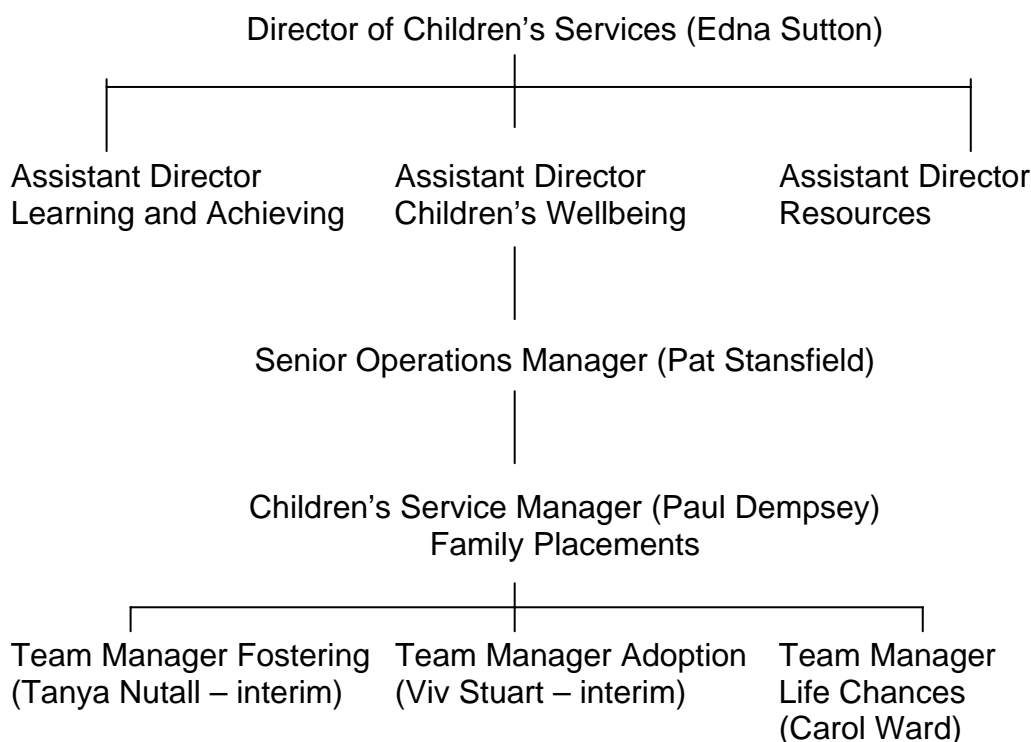 Director of Children’s Services (Edna Sutton)
Assistant Director
Learning and Achieving
Assistant Director
Children’s Wellbeing
Assistant Director
Resources
Senior Operations Manager (Pat Stansfield)
Children’s Service Manager (Paul Dempsey)
Family Placements
Team Manager Fostering
(Tanya Nutall – interim)
Team Manager Adoption
(Viv Stuart – interim)
Team Manager
Life Chances
(Carol Ward)